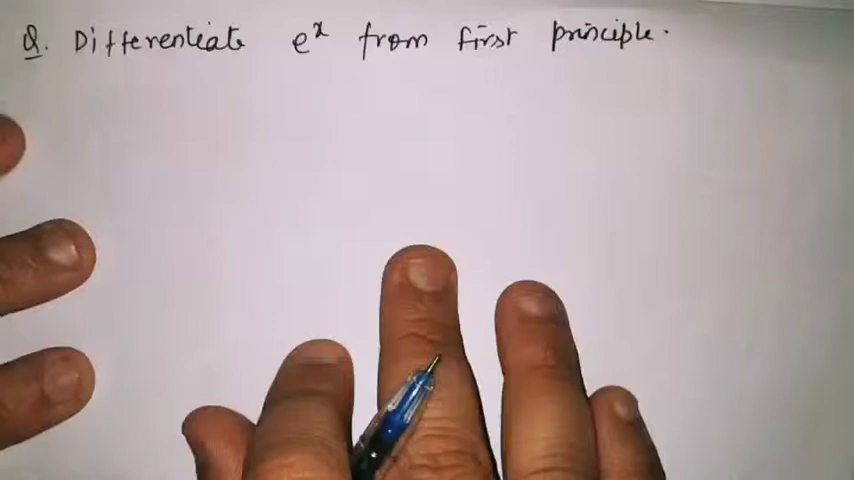 Q. Differentiate e^x from first principle.